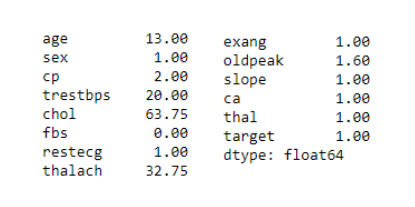 age 13.00
sex 1.00
cp 2.00
trestbps 20.00
chol 63.75
fbs 0.00
restecg 1.00
thalach 32.75
exang 1.00
oldpeak 1.60
slope 1.00
ca 1.00
thal 1.00
target 1.00
dtype: float64